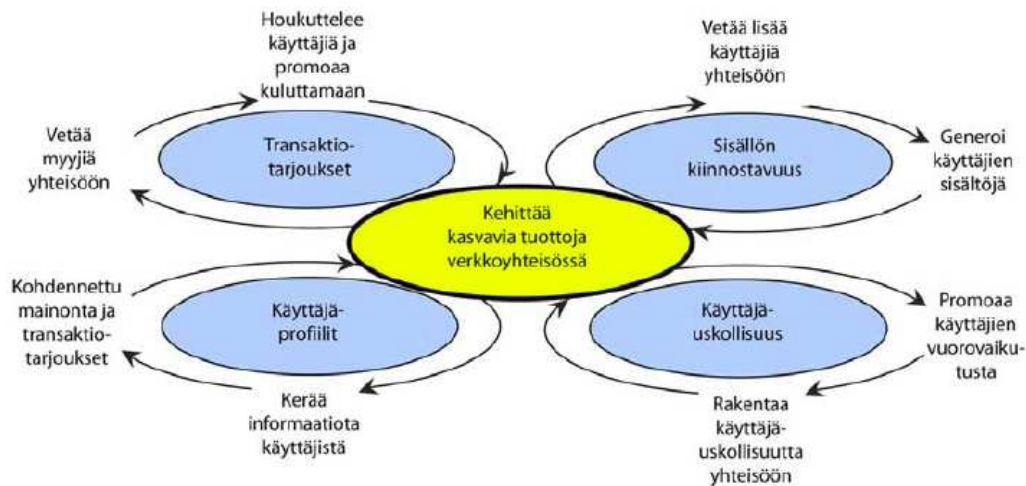 Houkuttelee
käyttäjiä ja
promoaa
kuluttamaan
Vetää lisää
käyttäjiä
yhteisöön
Vetää
myyjiä
yhteisöön
Transaktio-
tarjoukset
Sisällön
kiinnostavuus
Generoi
käyttäjien
sisältöjä
Kehittää
kasvavia tuottoja
verkkoyhteisössä
Kohdennettu
mainonta ja
transaktio-
tarjoukset
Käyttäjä-
profiilit
Käyttäjä-
uskollisuus
Promoaa
käyttäjien
vuorovaiku-
tusta
Kerää
informaatiota
käyttäjistä
Rakentaa
käyttäjä-
uskollisuutta
yhteisöön